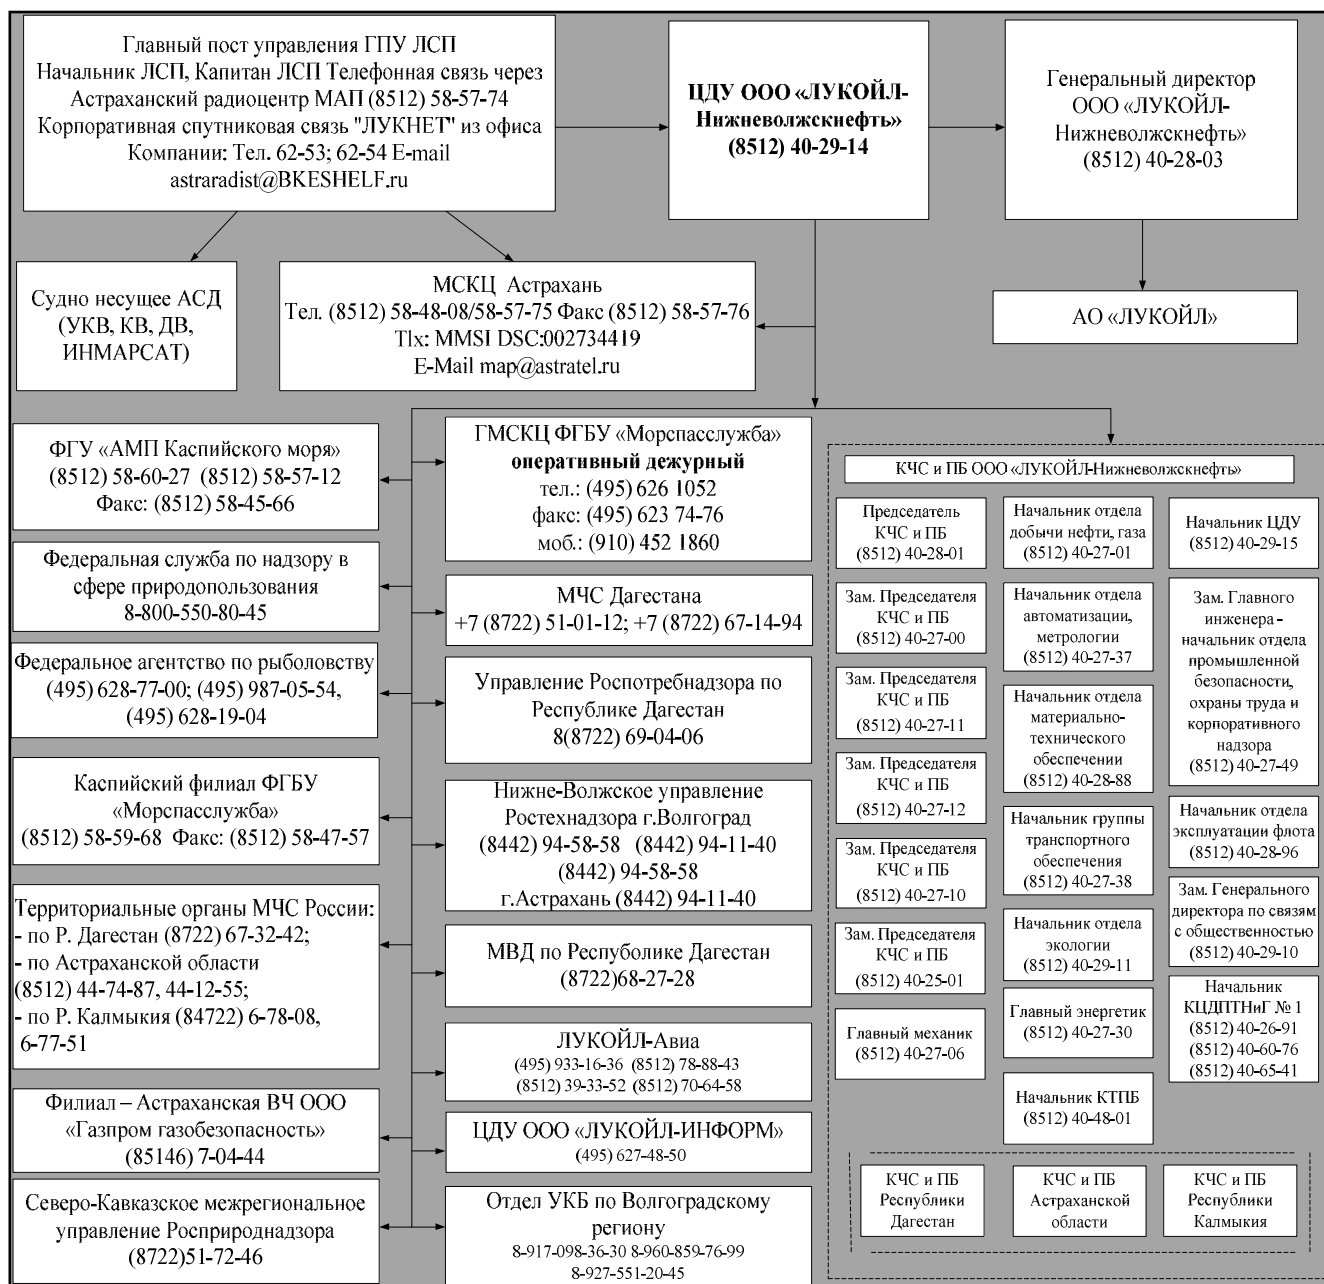 Главный пост управления ГПУ ЛСП
Начальник ЛСП, Капитан ЛСП Телефонная связь через
Астраханский радиоцентр МАП (8512) 58-57-74
Корпоративная спутниковая связь "ЛУКНЕТ" из офиса
Компании: Тел. 62-53; 62-54 E-mail
astraradist@BKESHELF.ru
ЦДУ ООО «ЛУКОЙЛ-
Нижневолжскнефть»
(8512) 40-29-14
Генеральный директор
ООО «ЛУКОЙЛ-
Нижневолжскнефть»
(8512) 40-28-03
Судно несущее АСД
(УКВ, КВ, ДВ,
ИНМАРСАТ)
МСКЦ Астрахань
Тел. (8512) 58-48-08/58-57-75 Факс (8512) 58-57-76
Tlx: MMSI DSC:002734419
E-Mail map@astratel.ru
АО «ЛУКОЙЛ»
ФГУ «АМП Каспийского моря»
(8512) 58-60-27 (8512) 58-57-12
Факс: (8512) 58-45-66
Федеральная служба по надзору в
сфере природопользования
8-800-550-80-45
Федеральное агентство по рыболовству
(495) 628-77-00; (495) 987-05-54,
(495) 628-19-04
Каспийский филиал ФГБУ
«Морспасслужба»
(8512) 58-59-68 Факс: (8512) 58-47-57
Территориальные органы МЧС России:
- по Р. Дагестан (8722) 67-32-42;
- по Астраханской области
(8512) 44-74-87, 44-12-55;
- по Р. Калмыкия (84722) 6-78-08,
6-77-51
Филиал – Астраханская ВЧ ООО
«Газпром газобезопасность»
(85146) 7-04-44
Северо-Кавказское межрегиональное
управление Росприроднадзора
(8722)51-72-46
ГМСКЦ ФГБУ «Морспасслужба»
оперативный дежурный
тел.: (495) 626 1052
факс: (495) 623 74-76
моб.: (910) 452 1860
МЧС Дагестана
+7 (8722) 51-01-12; +7 (8722) 67-14-94
Управление Роспотребнадзора по
Республике Дагестан
8(8722) 69-04-06
Нижне-Волжское управление
Ростехнадзора г.Волгоград
(8442) 94-58-58 (8442) 94-11-40
(8442) 94-58-58
г.Астрахань (8442) 94-11-40
МВД по Респуболике Дагестан
(8722)68-27-28
ЛУКОЙЛ-Авиа
(495) 933-16-36 (8512) 78-88-43
(8512) 39-33-52 (8512) 70-64-58
ЦДУ ООО «ЛУКОЙЛ-ИНФОРМ»
(495) 627-48-50
Отдел УКБ по Волгоградскому
региону
8-917-098-36-30 8-960-859-76-99
8-927-551-20-45
КЧС и ПБ ООО «ЛУКОЙЛ-Нижневолжскнефть»
Председатель
КЧС и ПБ
(8512) 40-28-01
Зам. Председателя
КЧС и ПБ
(8512) 40-27-00
Зам. Председателя
КЧС и ПБ
(8512) 40-27-11
Зам. Председателя
КЧС и ПБ
(8512) 40-27-12
Зам. Председателя
КЧС и ПБ
(8512) 40-27-10
Зам. Председателя
КЧС и ПБ
(8512) 40-25-01
Главный механик
(8512) 40-27-06
Начальник отдела
добычи нефти, газа
(8512) 40-27-01
Начальник отдела
автоматизации,
метрологии
(8512) 40-27-37
Начальник отдела
материально-
технического
обеспечении
(8512) 40-28-88
Начальник группы
транспортного
обеспечения
(8512) 40-27-38
Начальник отдела
экологии
(8512) 40-29-11
Главный энергетик
(8512) 40-27-30
Начальник КТПБ
(8512) 40-48-01
Начальник ЦДУ
(8512) 40-29-15
Зам. Главного
инженера -
начальник отдела
промышленной
безопасности,
охраны труда и
корпоративного
надзора
(8512) 40-27-49
Начальник отдела
эксплуатации флота
(8512) 40-28-96
Зам. Генерального
директора по связям
с общественностью
(8512) 40-29-10
Начальник
КЦДПТНиГ № 1
(8512) 40-26-91
(8512) 40-60-76
(8512) 40-65-41
КЧС и ПБ
Республики
Дагестан
КЧС и ПБ
Астраханской
области
КЧС и ПБ
Республики
Калмыкия